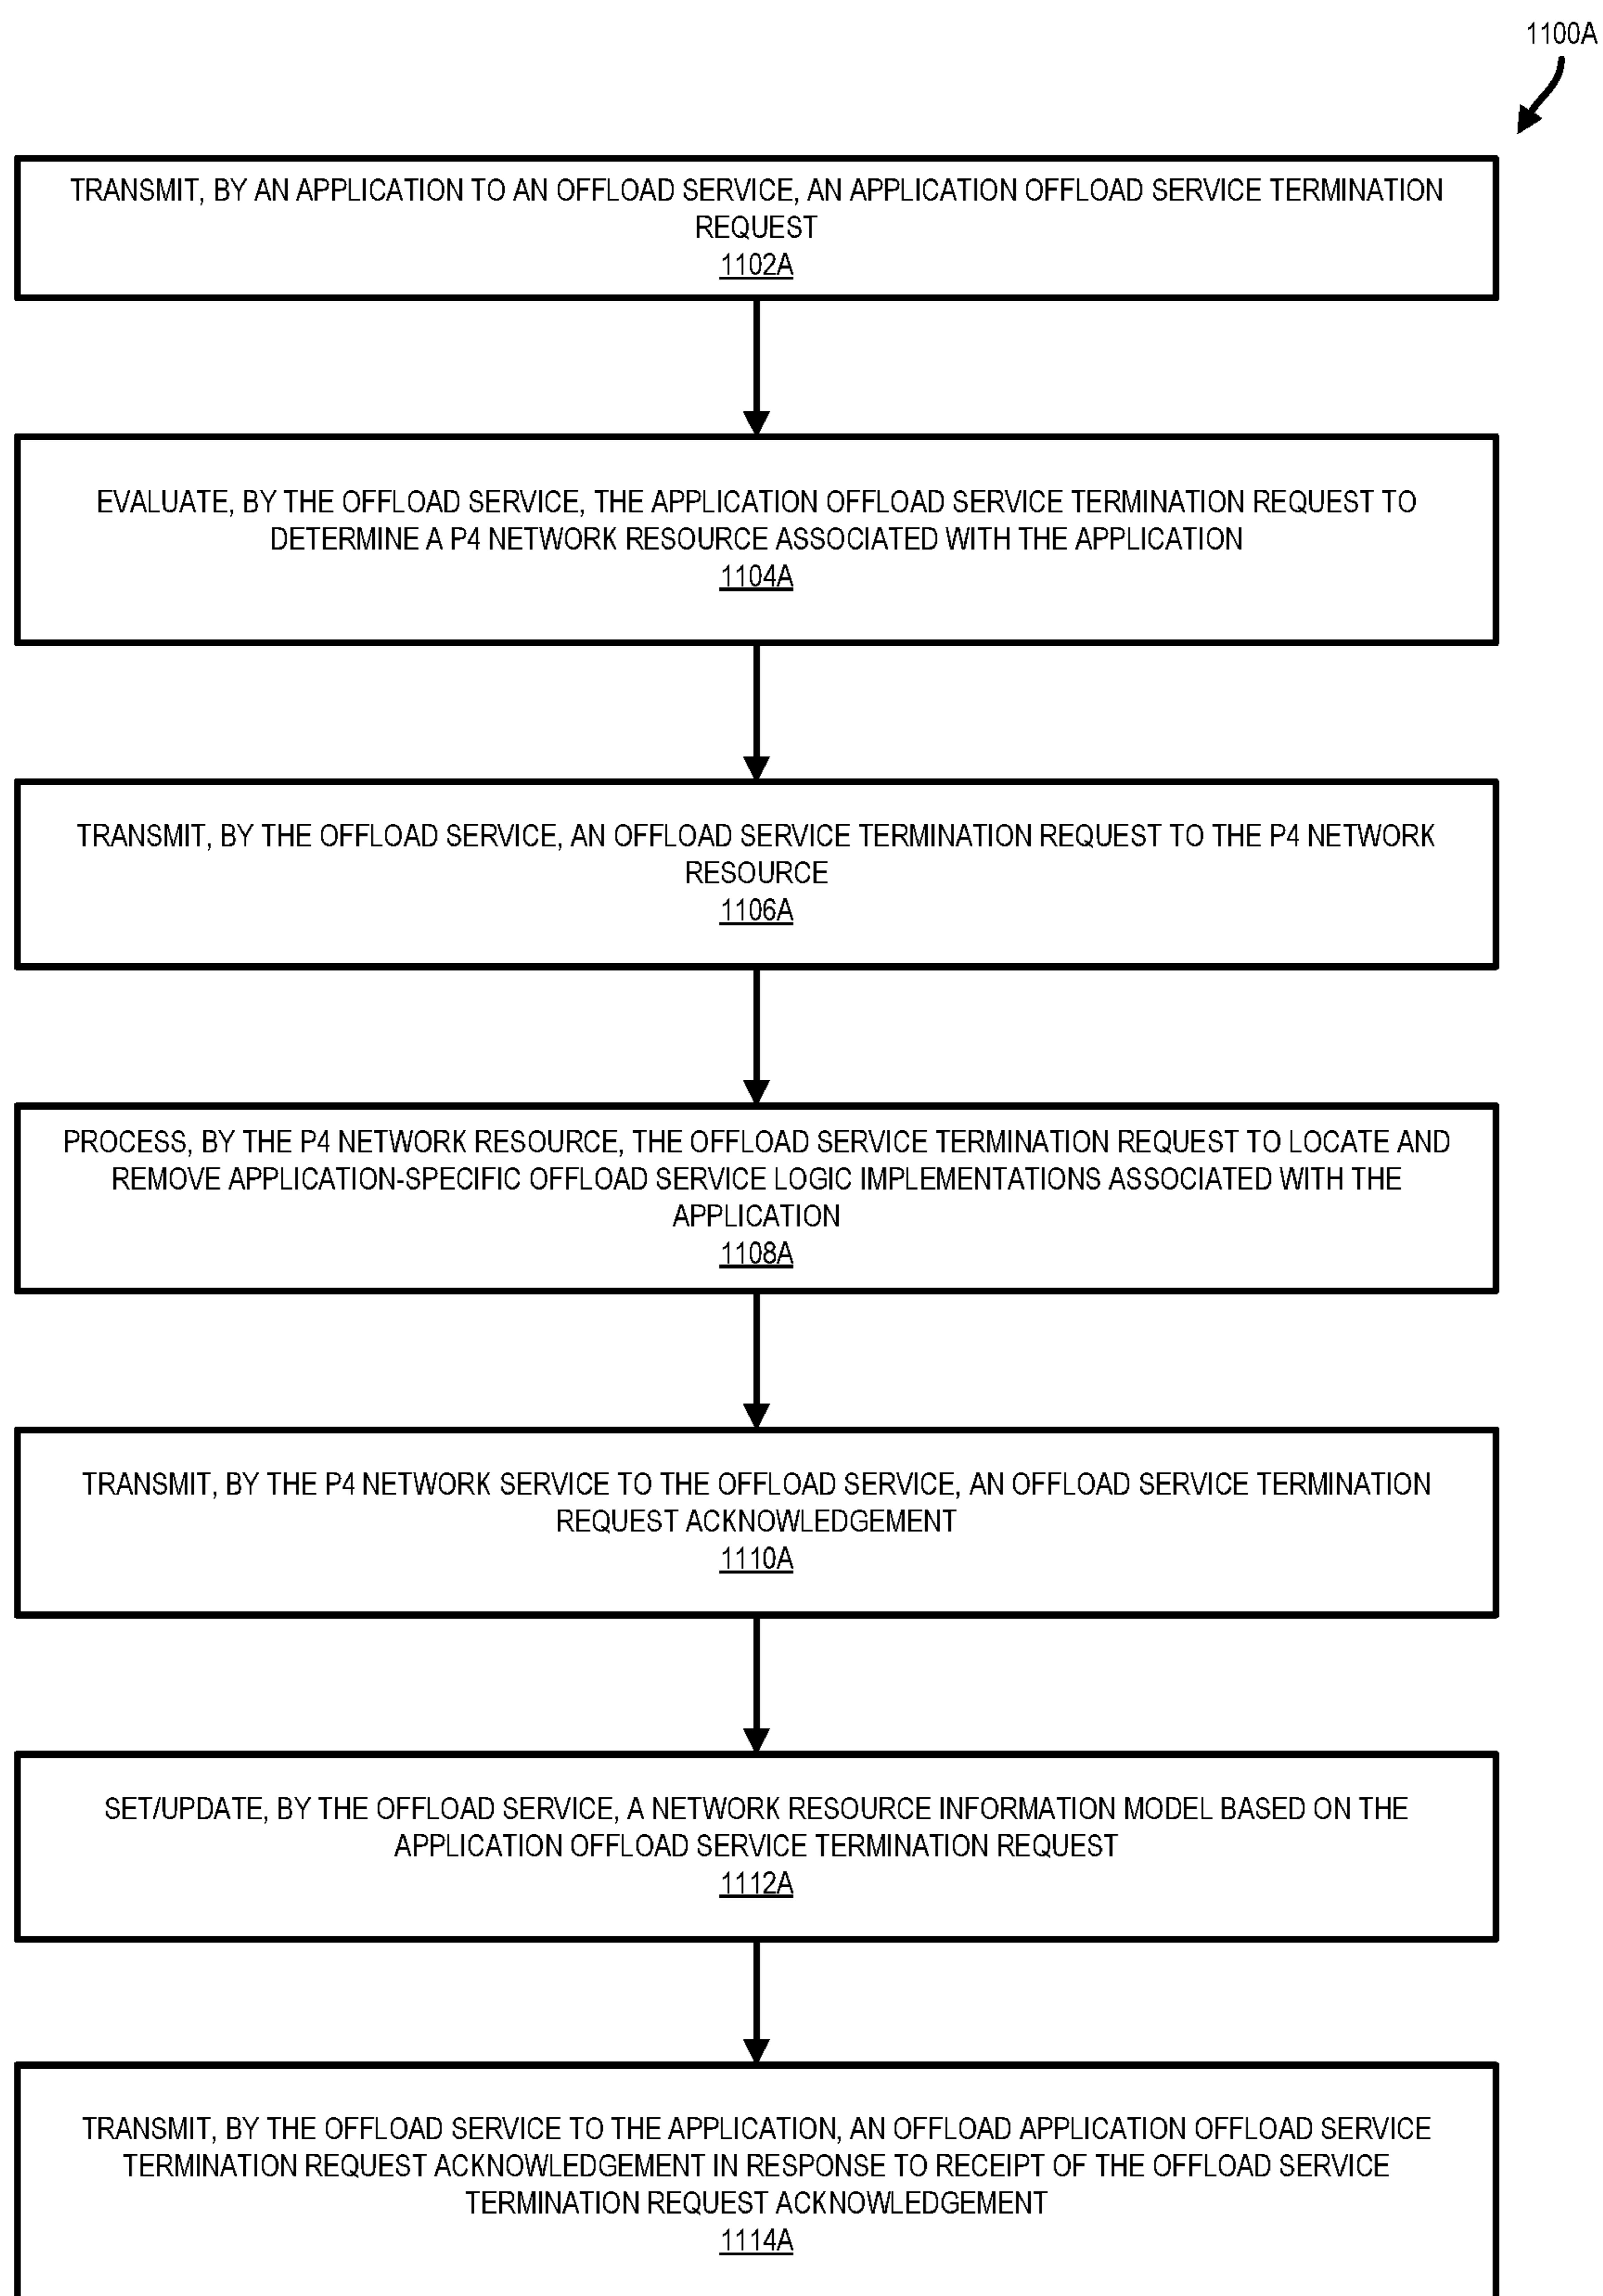 1100A
TRANSMIT, BY AN APPLICATION TO AN OFFLOAD SERVICE, AN APPLICATION OFFLOAD SERVICE TERMINATION
REQUEST
1102A
EVALUATE, BY THE OFFLOAD SERVICE, THE APPLICATION OFFLOAD SERVICE TERMINATION REQUEST TO
DETERMINE A P4 NETWORK RESOURCE ASSOCIATED WITH THE APPLICATION
1104A
TRANSMIT, BY THE OFFLOAD SERVICE, AN OFFLOAD SERVICE TERMINATION REQUEST TO THE P4 NETWORK
RESOURCE
1106A
PROCESS, BY THE P4 NETWORK RESOURCE, THE OFFLOAD SERVICE TERMINATION REQUEST TO LOCATE AND
REMOVE APPLICATION-SPECIFIC OFFLOAD SERVICE LOGIC IMPLEMENTATIONS ASSOCIATED WITH THE
APPLICATION
1108A
TRANSMIT, BY THE P4 NETWORK SERVICE TO THE OFFLOAD SERVICE, AN OFFLOAD SERVICE TERMINATION
REQUEST ACKNOWLEDGEMENT
1110A
SET/UPDATE, BY THE OFFLOAD SERVICE, A NETWORK RESOURCE INFORMATION MODEL BASED ON THE
APPLICATION OFFLOAD SERVICE TERMINATION REQUEST
1112A
TRANSMIT, BY THE OFFLOAD SERVICE TO THE APPLICATION, AN OFFLOAD APPLICATION OFFLOAD SERVICE
TERMINATION REQUEST ACKNOWLEDGEMENT IN RESPONSE TO RECEIPT OF THE OFFLOAD SERVICE
TERMINATION REQUEST ACKNOWLEDGEMENT
1114A